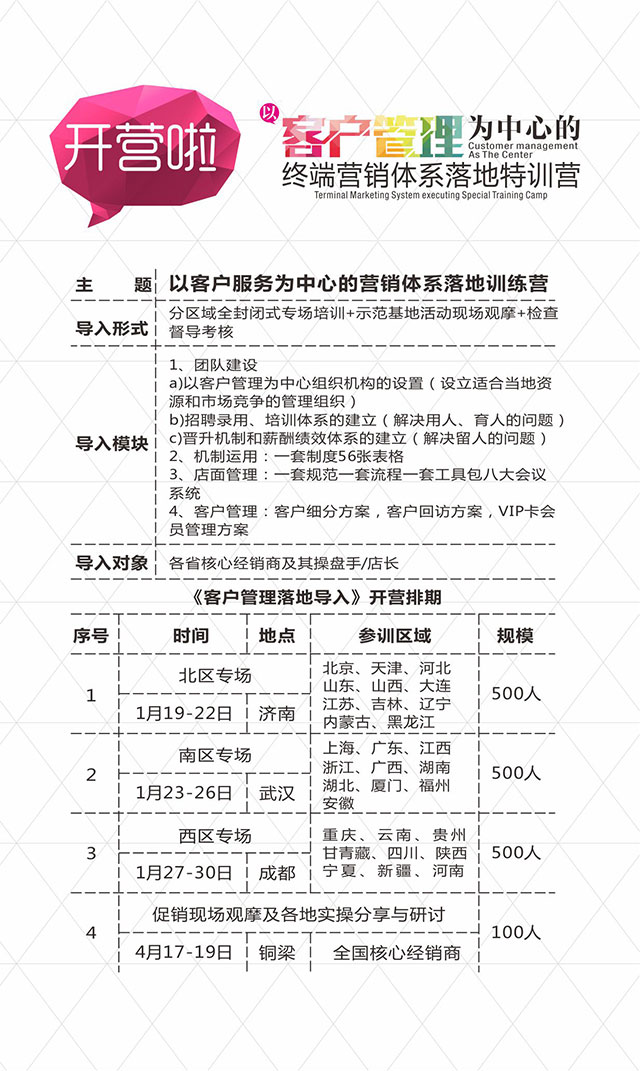 开营啦
以客户管理为中心的
Customer management
As The Center
终端营销体系落地特训营
Terminal Marketing System executing Special Training Camp
主 题 以客户服务为中心的营销体系落地训练营
导入形式 分区域全封闭式专场培训+示范基地活动现场观摩+检查
督导考核
导入模块
1、团队建设
a)以客户管理为中心组织机构的设置（设立适合当地资
源和市场竞争的管理组织）
b)招聘录用、培训体系的建立（解决用人、育人的问题）
c)晋升机制和薪酬绩效体系的建立（解决留人的问题）
2、机制运用：一套制度56张表格
3、店面管理：一套规范一套流程一套工具包八大会议
系统
4、客户管理：客户细分方案，客户回访方案，VIP卡会
员管理方案
导入对象 各省核心经销商及其操盘手/店长
《客户管理落地导入》开营排期
序号 时间 地点 参训区域 规模
1
北区专场
1月19-22日 济南
北京、天津、河北
山东、山西、大连
江苏、吉林、辽宁
内蒙古、黑龙江
500人
2
南区专场
1月23-26日 武汉
上海、广东、江西
浙江、广西、湖南
湖北、厦门、福州
安徽
500人
3
西区专场
1月27-30日 成都
重庆、云南、贵州
甘青藏、四川、陕西
宁夏、新疆、河南
500人
4
促销现场观摩及各地实操分享与研讨
4月17-19日 铜梁 全国核心经销商
100人